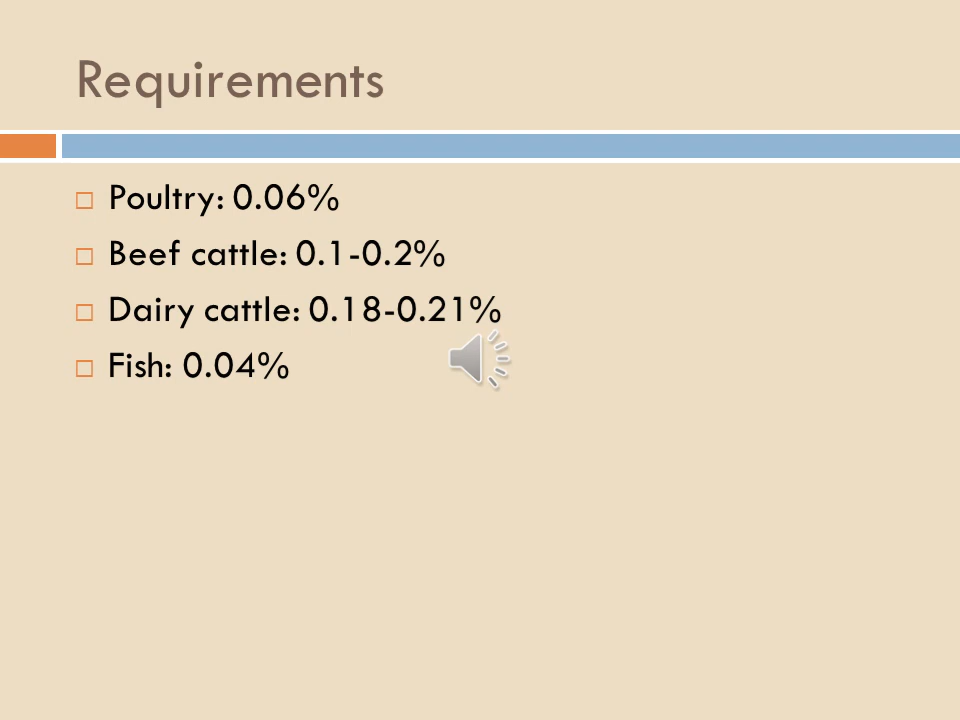 Requirements
Poultry: 0.06%
Beef cattle: 0.1-0.2%
Dairy cattle: 0.18-0.21%
Fish: 0.04%